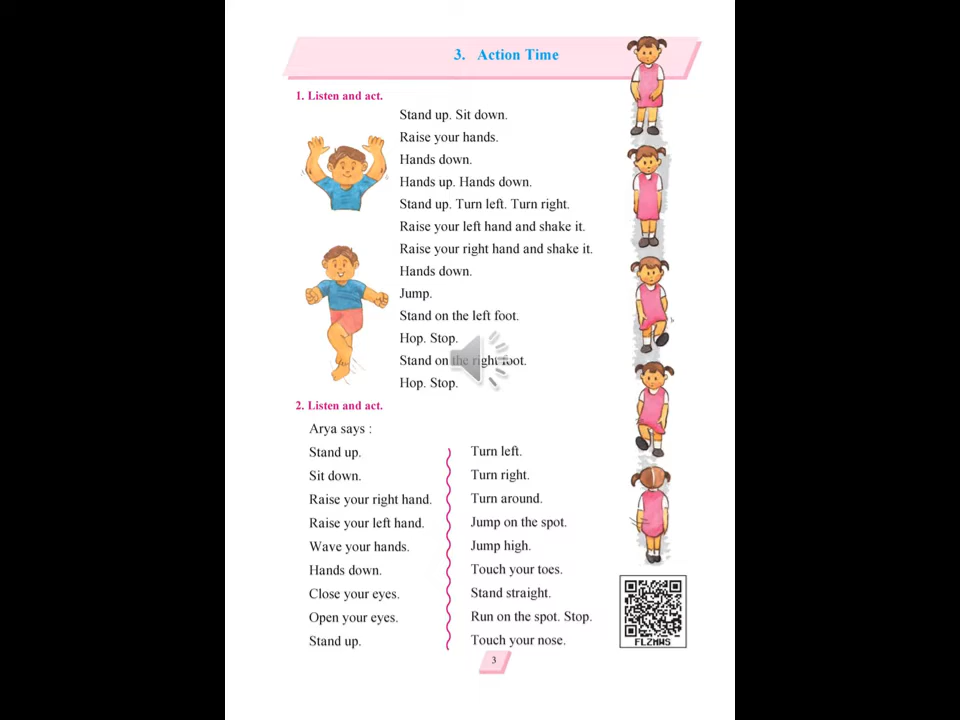 3. Action Time
1. Listen and act.
Stand up. Sit down.
Raise your hands.
Hands down.
Hands up. Hands down.
Stand up. Turn left. Turn right.
Raise your left hand and shake it.
Raise your right hand and shake it.
Hands down.
Jump.
Stand on the left foot.
Hop. Stop.
Stand on the right foot.
Hop. Stop.
2. Listen and act.
Arya says :
Stand up.
Sit down.
Raise your right hand.
Raise your left hand.
Wave your hands.
Hands down.
Close your eyes.
Open your eyes.
Stand up.
Turn left.
Turn right.
Turn around.
Jump on the spot.
Jump high.
Touch your toes.
Stand straight.
Run on the spot. Stop.
Touch your nose.
FLZMWS
3